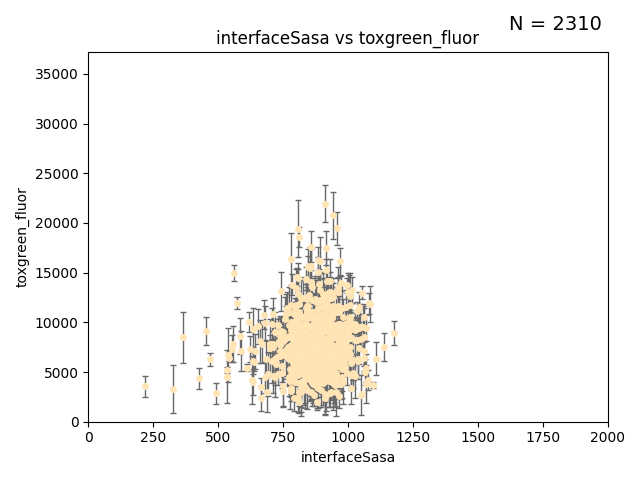 N = 2310
interfaceSasa vs toxgreen_fluor
35000
30000
25000
20000
15000
10000
5000
0
toxgreen_fluor
0 250 500 750 1000 1250 1500 1750 2000
interfaceSasa